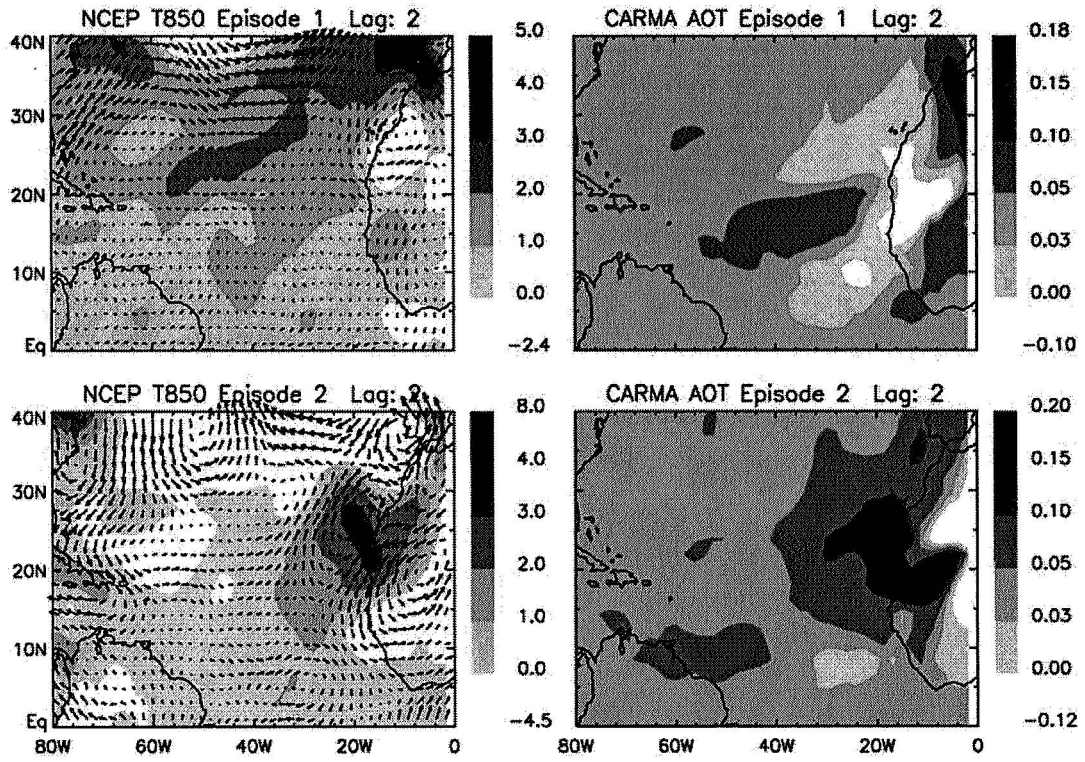 NCEP T850 Episode 1 Lag: 2
40N
30N
20N
10N
Eq
5.0
4.0
3.0
2.0
1.0
0.0
-2.4
CARMA AOT Episode 1 Lag: 2
0.18
0.15
0.10
0.05
0.03
0.00
-0.10
NCEP T850 Episode 2 Lag: 2
40N
30N
20N
10N
Eq
80W 60W 40W 20W 0
8.0
4.0
3.0
2.0
1.0
0.0
-4.5
CARMA AOT Episode 2 Lag: 2
80W 60W 40W 20W 0
0.20
0.15
0.10
0.05
0.03
0.00
-0.12